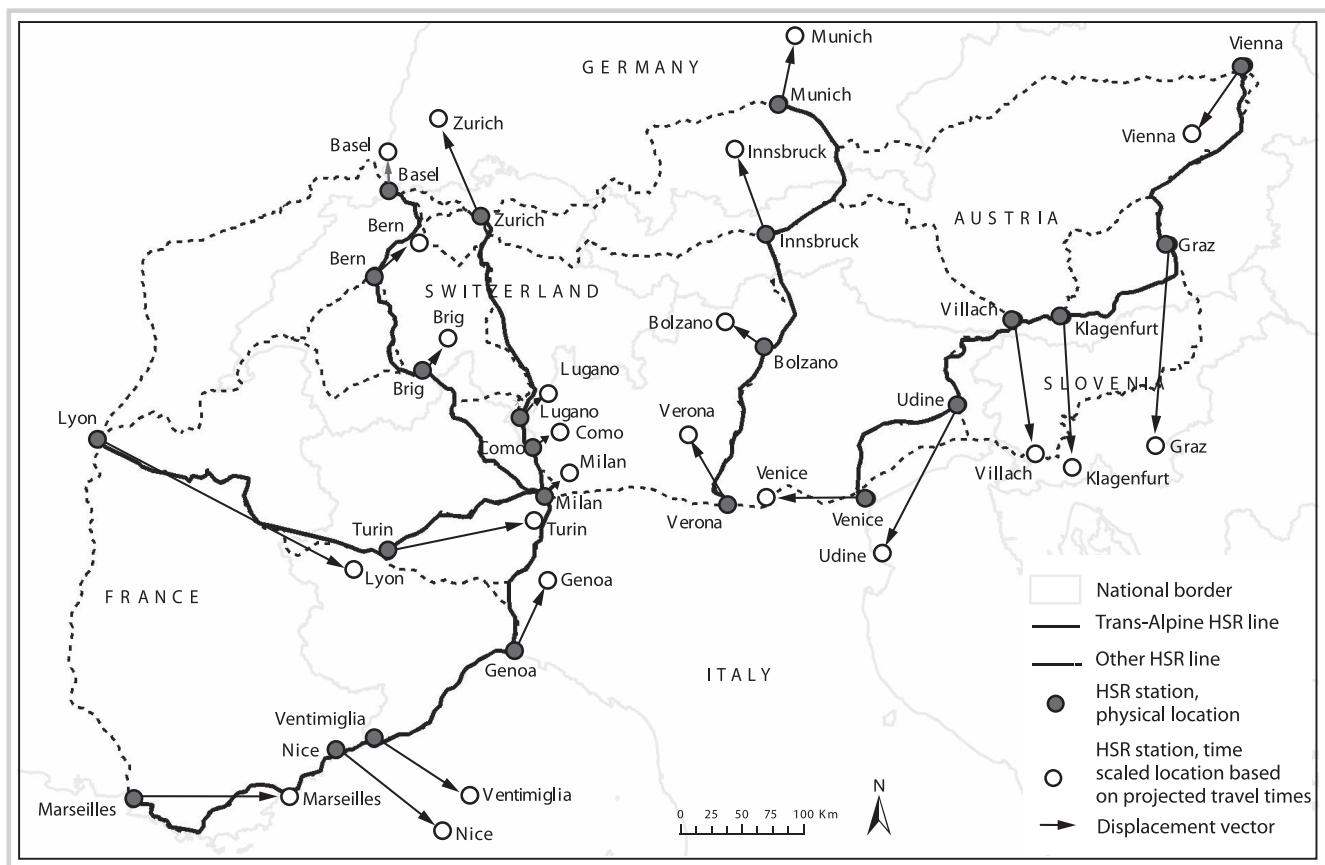 Munich
Vienna
GERMANY
Munich
Zurich
Vienna
Basel
Innsbruck
Basel
Zurich
Bern
AUSTRIA
Innsbruck
Graz
Bern
SWITZERLAND
Brig
Bolzano
Villach
Klagenfurt
Bolzano
Lugano
SLOVENIA
Brig
Udine
Lyon
Lugano
Verona
Como
Como
Graz
Milan
Venice
Villach
Klagenfurt
Milan
Verona
Venice
Turin
Turin
Udine
Lyon
Genoa
FRANCE
Genoa
ITALY
Ventimiglia
Nice
Marseilles
Marseilles
Ventimiglia
Nice
0 25 50 75 100 Km
N
National border
Trans-Alpine HSR line
Other HSR line
HSR station,
physical location
HSR station, time
scaled location based
on projected travel times
Displacement vector